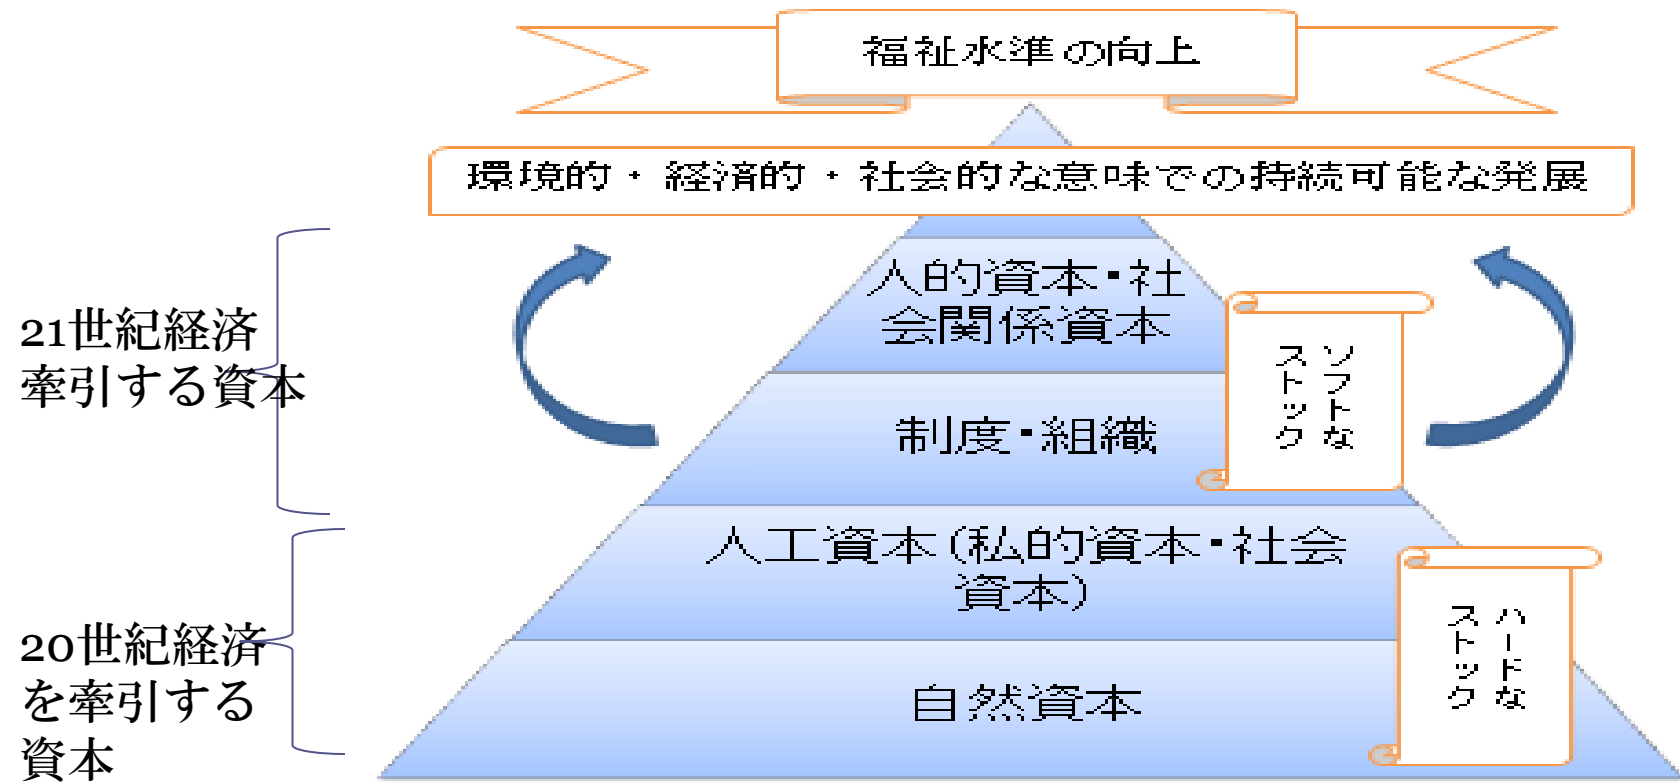 福祉水準の向上
環境的・経済的・社会的な意味での持続可能な発展
人的資本・社
会関係資本
21世紀経済
牽引する資本
ソフトな
ストック
制度・組織
人工資本(私的資本・社会
資本)
20世紀経済
を牽引する
資本
ハードな
ストック
自然資本